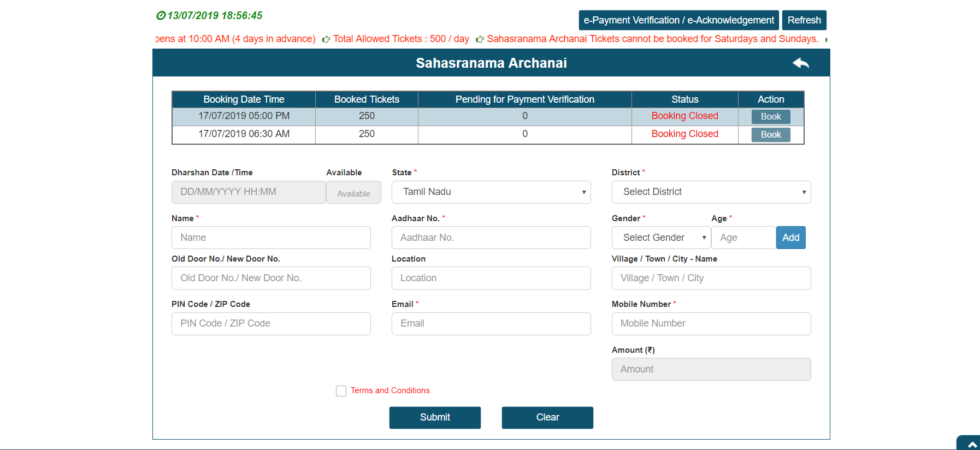 13/07/2019 18:56:45
e-Payment Verification / e-Acknowledgement Refresh
at 10:00 AM (4 days in advance) Total Allowed Tickets : 500 / day Sahasranama Archanai Tickets cannot be booked for Saturdays and Sundays.
Sahasranama Archanai
Booking Date Time Booked Tickets Pending for Payment Verification Status Action
17/07/2019 05:00 PM 250 0 Booking Closed Book
17/07/2019 06:30 AM 250 0 Booking Closed Book
Dharshan Date /Time Available State * District *
DD/MM/YYYY HH:MM Available Tamil Nadu Select District
Name * Aadhaar No. * Gender * Age *
Name Aadhaar No. Select Gender Age Add
Old Door No./ New Door No. Location Village / Town / City - Name
Old Door No./ New Door No. Location Village / Town / City
PIN Code / ZIP Code Email * Mobile Number *
PIN Code / ZIP Code Email Mobile Number
Amount (₹)
Amount
Terms and Conditions
Submit Clear